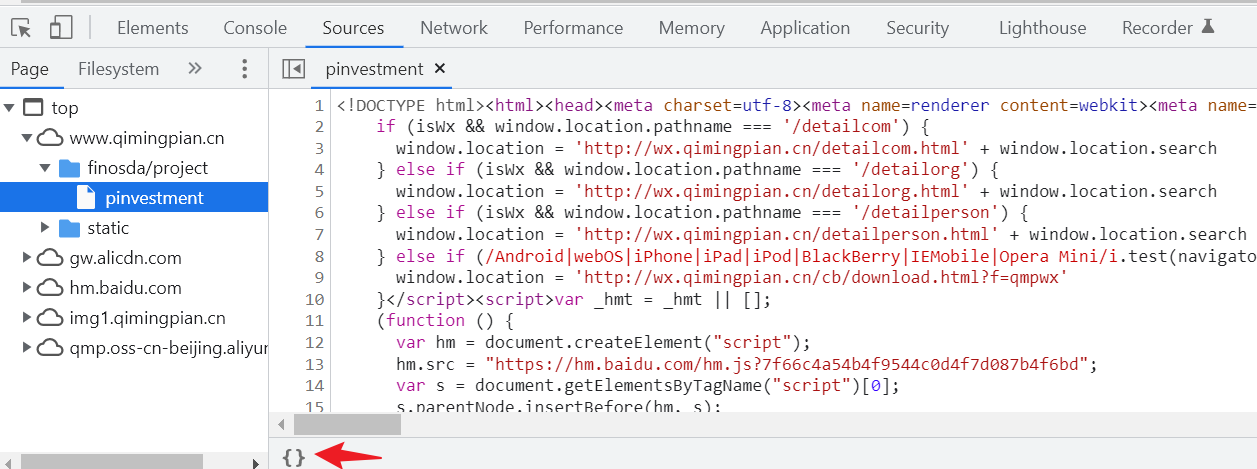 Elements Console Sources Network Performance Memory Application Security Lighthouse Recorder
Page Filesystem »
pinvestment ×
top
www.qimingpian.cn
finosda/project
pinvestment
static
gw.alicdn.com
hm.baidu.com
img1.qimingpian.cn
qmp.oss-cn-beijing.aliyur
1 <!DOCTYPE html><html><head><meta charset=utf-8><meta name=renderer content=webkit><meta name=
2 if (isWx && window.location.pathname === '/detailcom') {
3 window.location = 'http://wx.qimingpian.cn/detailcom.html' + window.location.search
4 } else if (isWx && window.location.pathname === '/detailorg') {
5 window.location = 'http://wx.qimingpian.cn/detailorg.html' + window.location.search
6 } else if (isWx && window.location.pathname === '/detailperson') {
7 window.location = 'http://wx.qimingpian.cn/detailperson.html' + window.location.search
8 } else if (/Android|webOS|iPhone|iPad|iPod|BlackBerry|IEMobile|Opera Mini/i.test(navigato
9 window.location = 'http://wx.qimingpian.cn/cb/download.html?f=qmpwx'
10 }</script><script>var _hmt = _hmt || [];
11 (function () {
12 var hm = document.createElement("script");
13 hm.src = "https://hm.baidu.com/hm.js?7f66c4a54b4f9544c0d4f7d087b4f6bd";
14 var s = document.getElementsByTagName("script")[0];
15 s.parentNode.insertBefore(hm, s);
{}